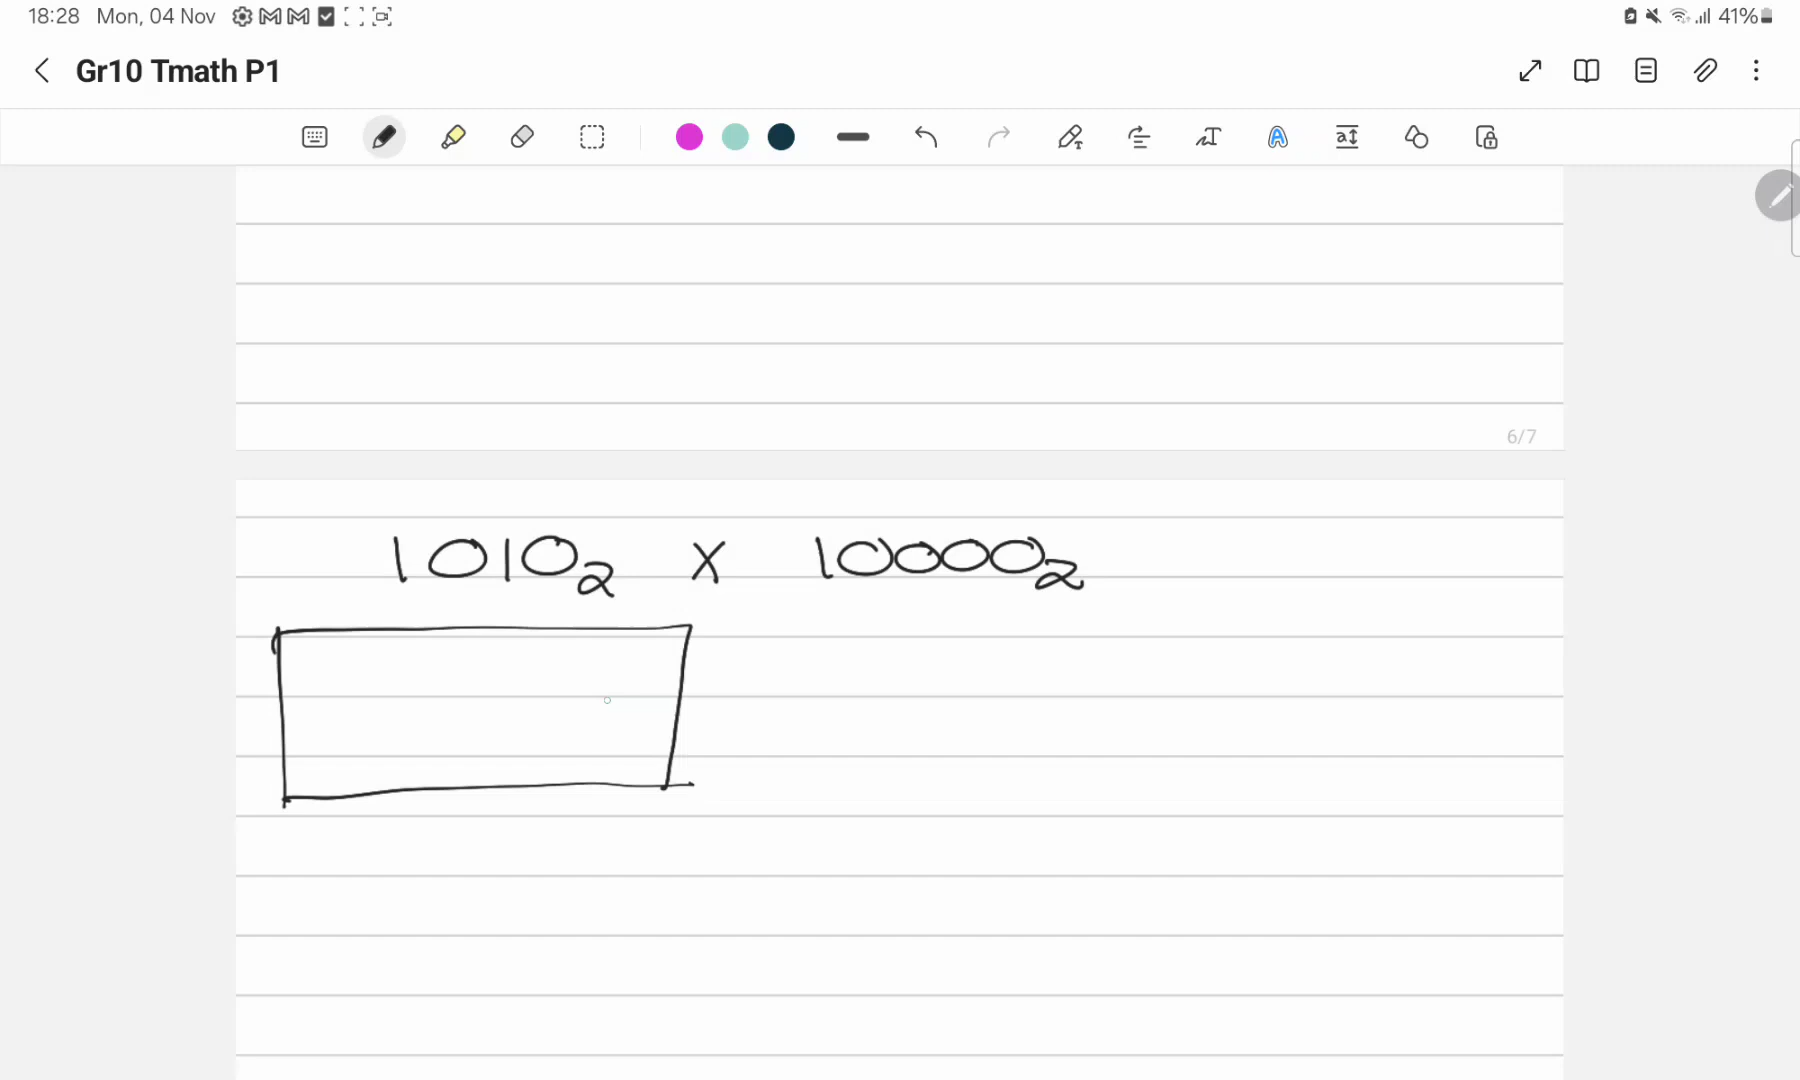 18:28 Mon, 04 Nov 41%
Gr10 Tmath P1
6/7
1010₂ x 10000₂